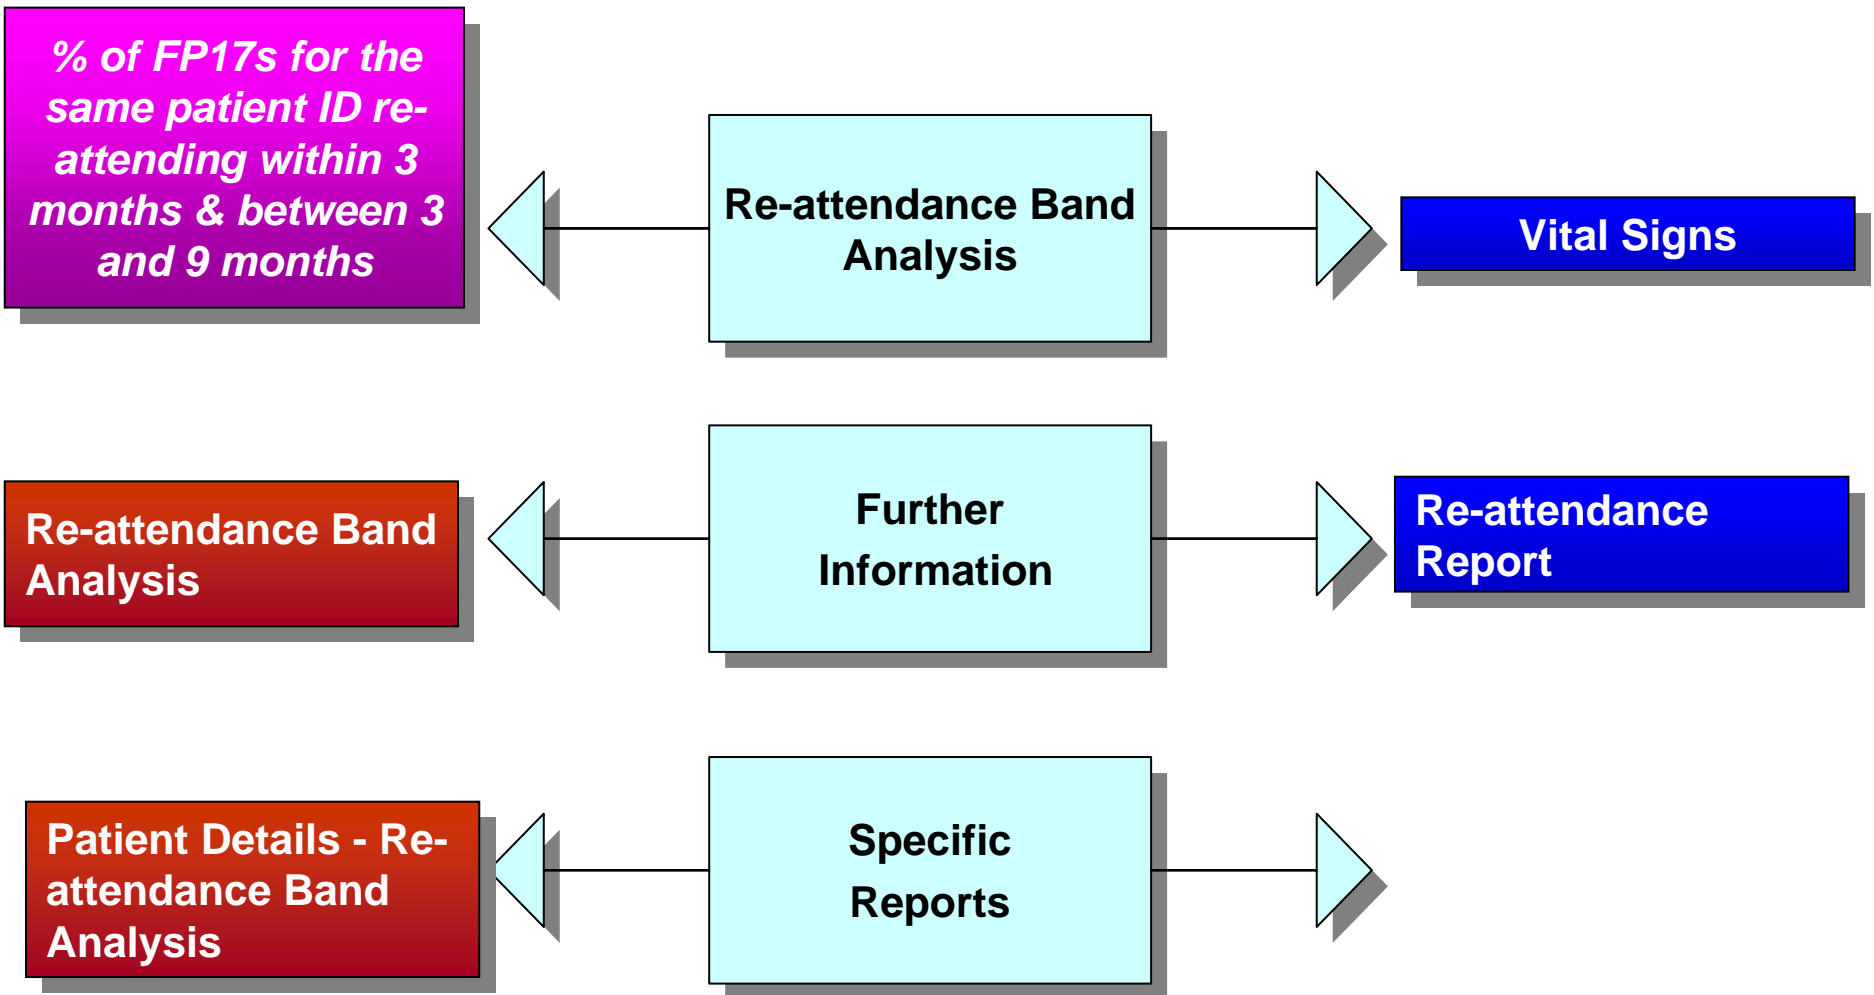 % of FP17s for the
same patient ID re-
attending within 3
months & between 3
and 9 months
Re-attendance Band
Analysis
Vital Signs
Re-attendance Band
Analysis
Further
Information
Re-attendance
Report
Patient Details - Re-
attendance Band
Analysis
Specific
Reports